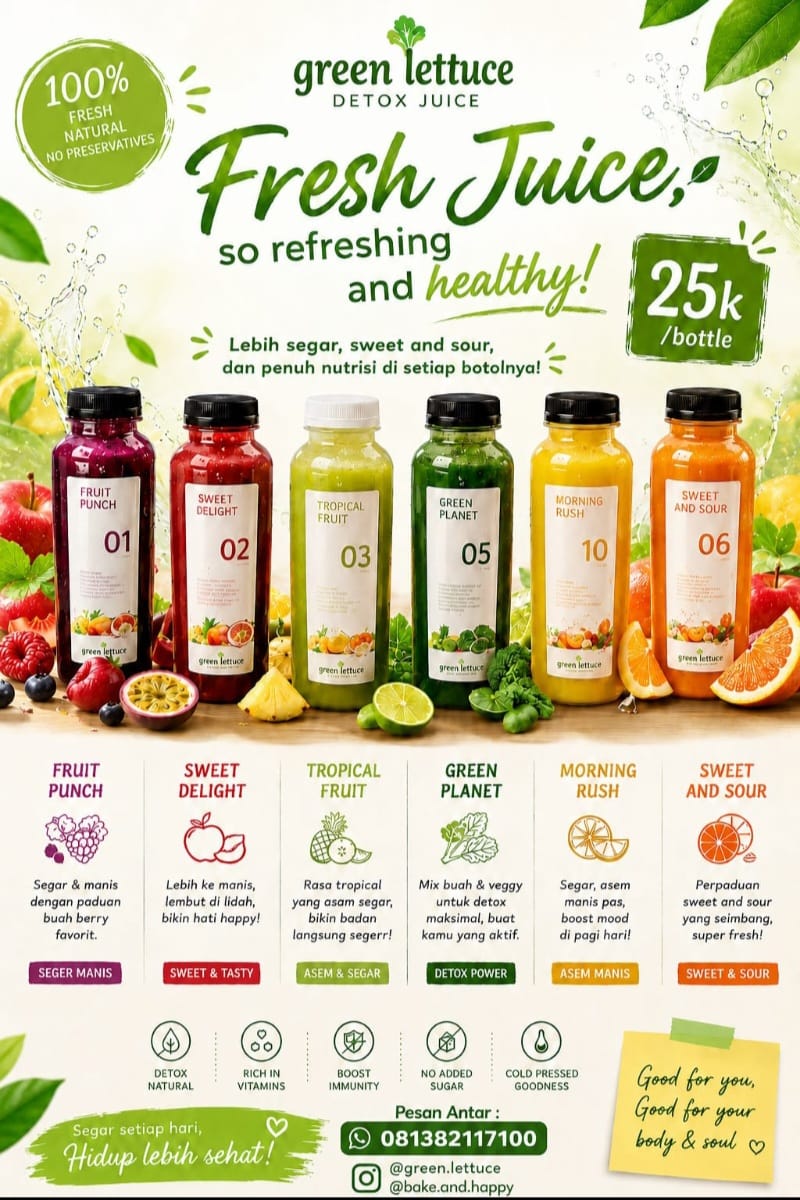 green lettuce
DETOX JUICE
100%
FRESH
NATURAL
NO PRESERVATIVES
Fresh Juice,
so refreshing
and healthy!
25k
/bottle
Lebih segar, sweet and sour,
dan penuh nutrisi di setiap botolnya!
FRUIT
PUNCH
01
green lettuce
SWEET
DELIGHT
02
green lettuce
TROPICAL
FRUIT
03
green lettuce
GREEN
PLANET
05
green lettuce
MORNING
RUSH
10
green lettuce
SWEET
AND SOUR
06
green lettuce
FRUIT
PUNCH
Segar & manis
dengan paduan
buah berry
favorit.
SEGER MANIS
SWEET
DELIGHT
Lebih ke manis,
lembut di lidah,
bikin hati happy!
SWEET & TASTY
TROPICAL
FRUIT
Rasa tropical
yang asam segar,
bikin badan
langsung segerr!
ASEM & SEGAR
GREEN
PLANET
Mix buah & veggy
untuk detox
maksimal, buat
kamu yang aktif.
DETOX POWER
MORNING
RUSH
Segar, asem
manis pas,
boost mood
di pagi hari!
ASEM MANIS
SWEET
AND SOUR
Perpaduan
sweet and sour
yang seimbang,
super fresh!
SWEET & SOUR
DETOX
NATURAL
RICH IN
VITAMINS
BOOST
IMMUNITY
NO ADDED
SUGAR
COLD PRESSED
GOODNESS
Segar setiap hari,
Hidup lebih sehat!
Pesan Antar :
081382117100
@green.lettuce
@bake.and.happy
Good for you,
Good for your
body & soul